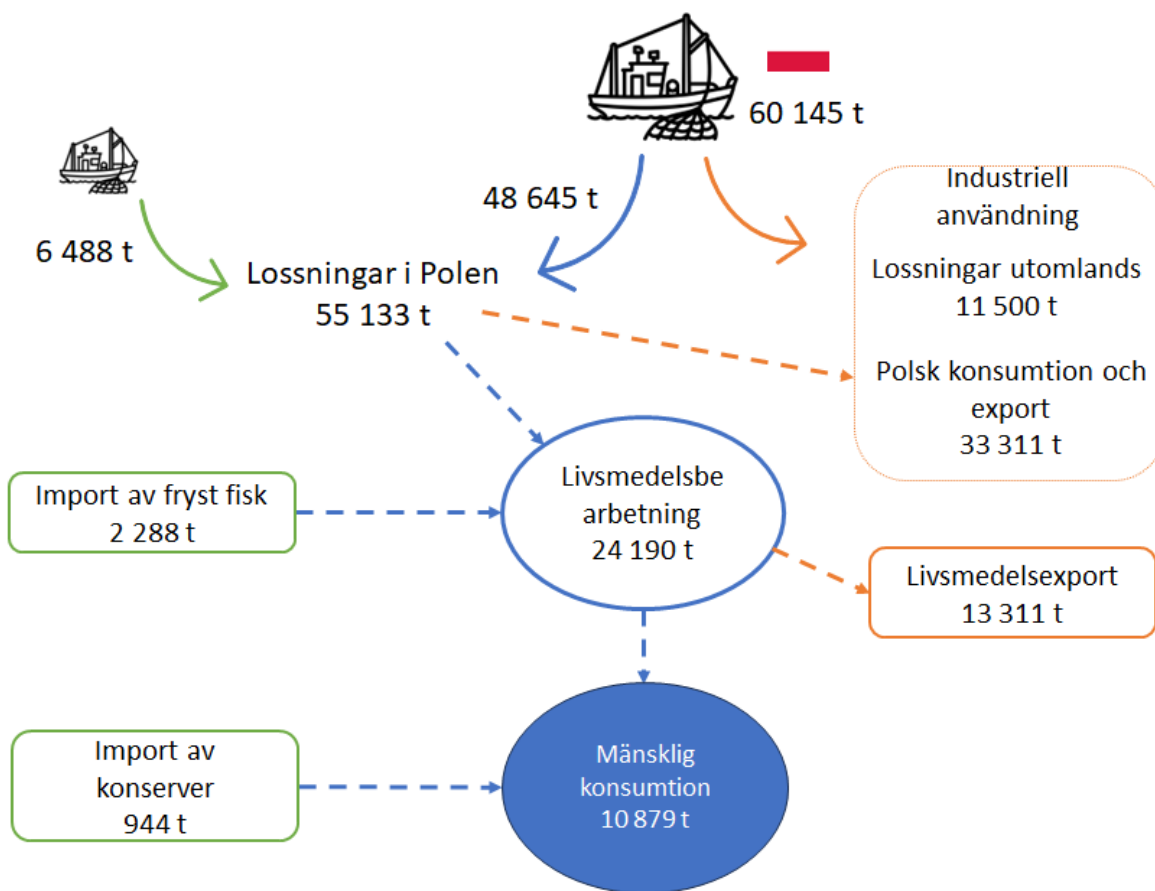 60 145 t
48 645 t
6 488 t
Lossningar i Polen
55 133 t
Industriell
användning
Lossningar utomlands
11 500 t
Polsk konsumtion och
export
33 311 t
Import av fryst fisk
2 288 t
Livsmedelsbe
arbetning
24 190 t
Livsmedelsexport
13 311 t
Import av
konserver
944 t
Mänsklig
konsumtion
10 879 t